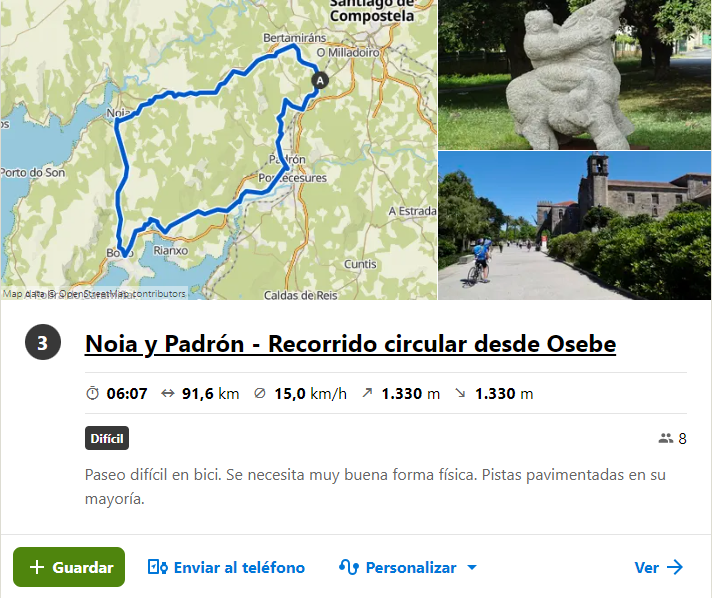 Santiago de
Compostela
Bertamiráns
O Milladoiro
A
Noia
Porto do Son
Padrón
Pontecesures
A Estrada
Rianxo
Cuntis
Caldas de Reis
Map data © OpenStreetMap contributors
3
Noia y Padrón - Recorrido circular desde Osebe
06:07 91,6 km 15,0 km/h 1.330 m 1.330 m
Difícil
8
Paseo difícil en bici. Se necesita muy buena forma física. Pistas pavimentadas en su
mayoría.
+ Guardar
Enviar al teléfono
Personalizar
Ver